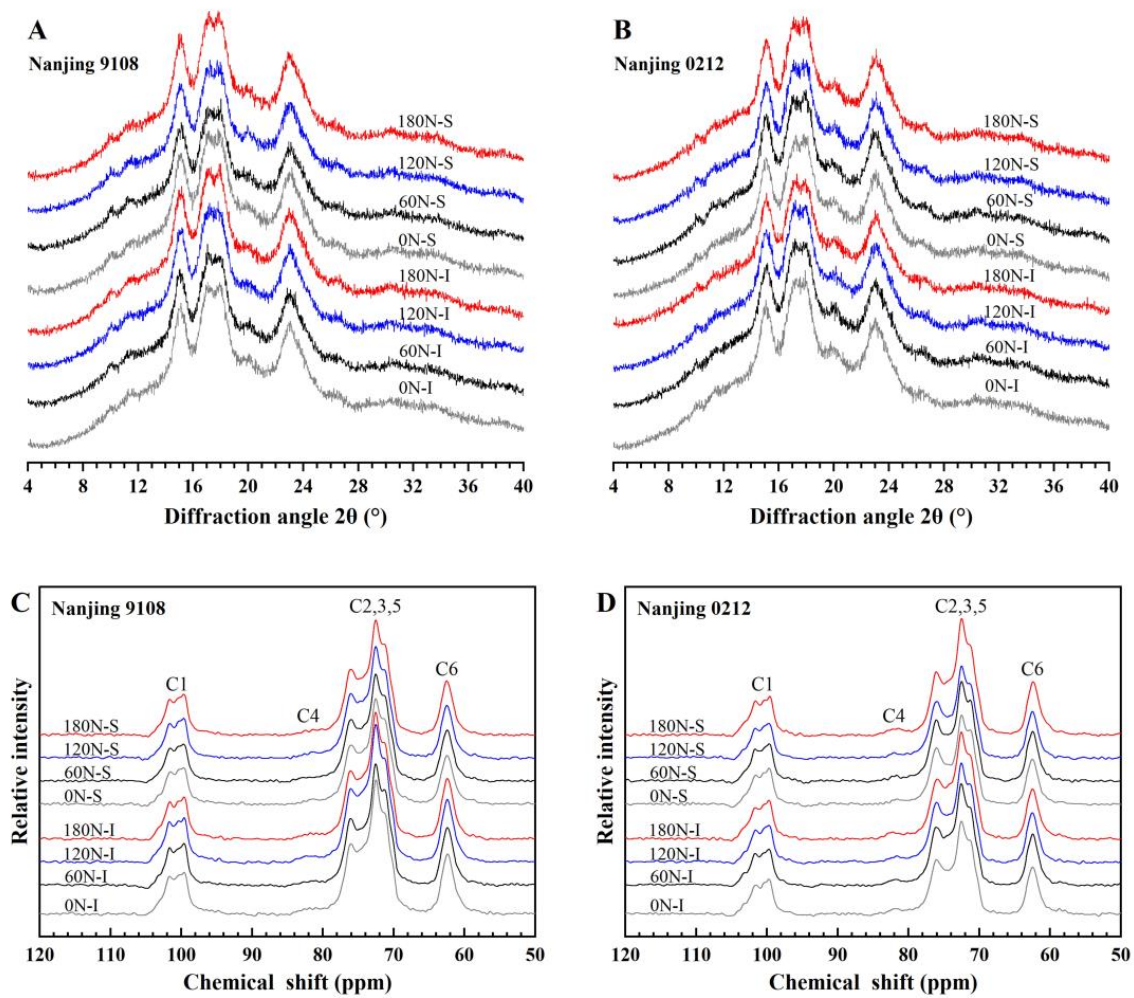 A
Nanjing 9108
180N-S
120N-S
60N-S
0N-S
180N-I
120N-I
60N-I
0N-I
4 8 12 16 20 24 28 32 36 40
Diffraction angle 2θ (°)
B
Nanjing 0212
180N-S
120N-S
60N-S
0N-S
180N-I
120N-I
60N-I
0N-I
4 8 12 16 20 24 28 32 36 40
Diffraction angle 2θ (°)
C Nanjing 9108
C2,3,5
C6
C1
C4
180N-S
120N-S
60N-S
0N-S
180N-I
120N-I
60N-I
0N-I
Relative intensity
120 110 100 90 80 70 60 50
Chemical shift (ppm)
D Nanjing 0212
C2,3,5
C6
C1
C4
180N-S
120N-S
60N-S
0N-S
180N-I
120N-I
60N-I
0N-I
Relative intensity
120 110 100 90 80 70 60 50
Chemical shift (ppm)